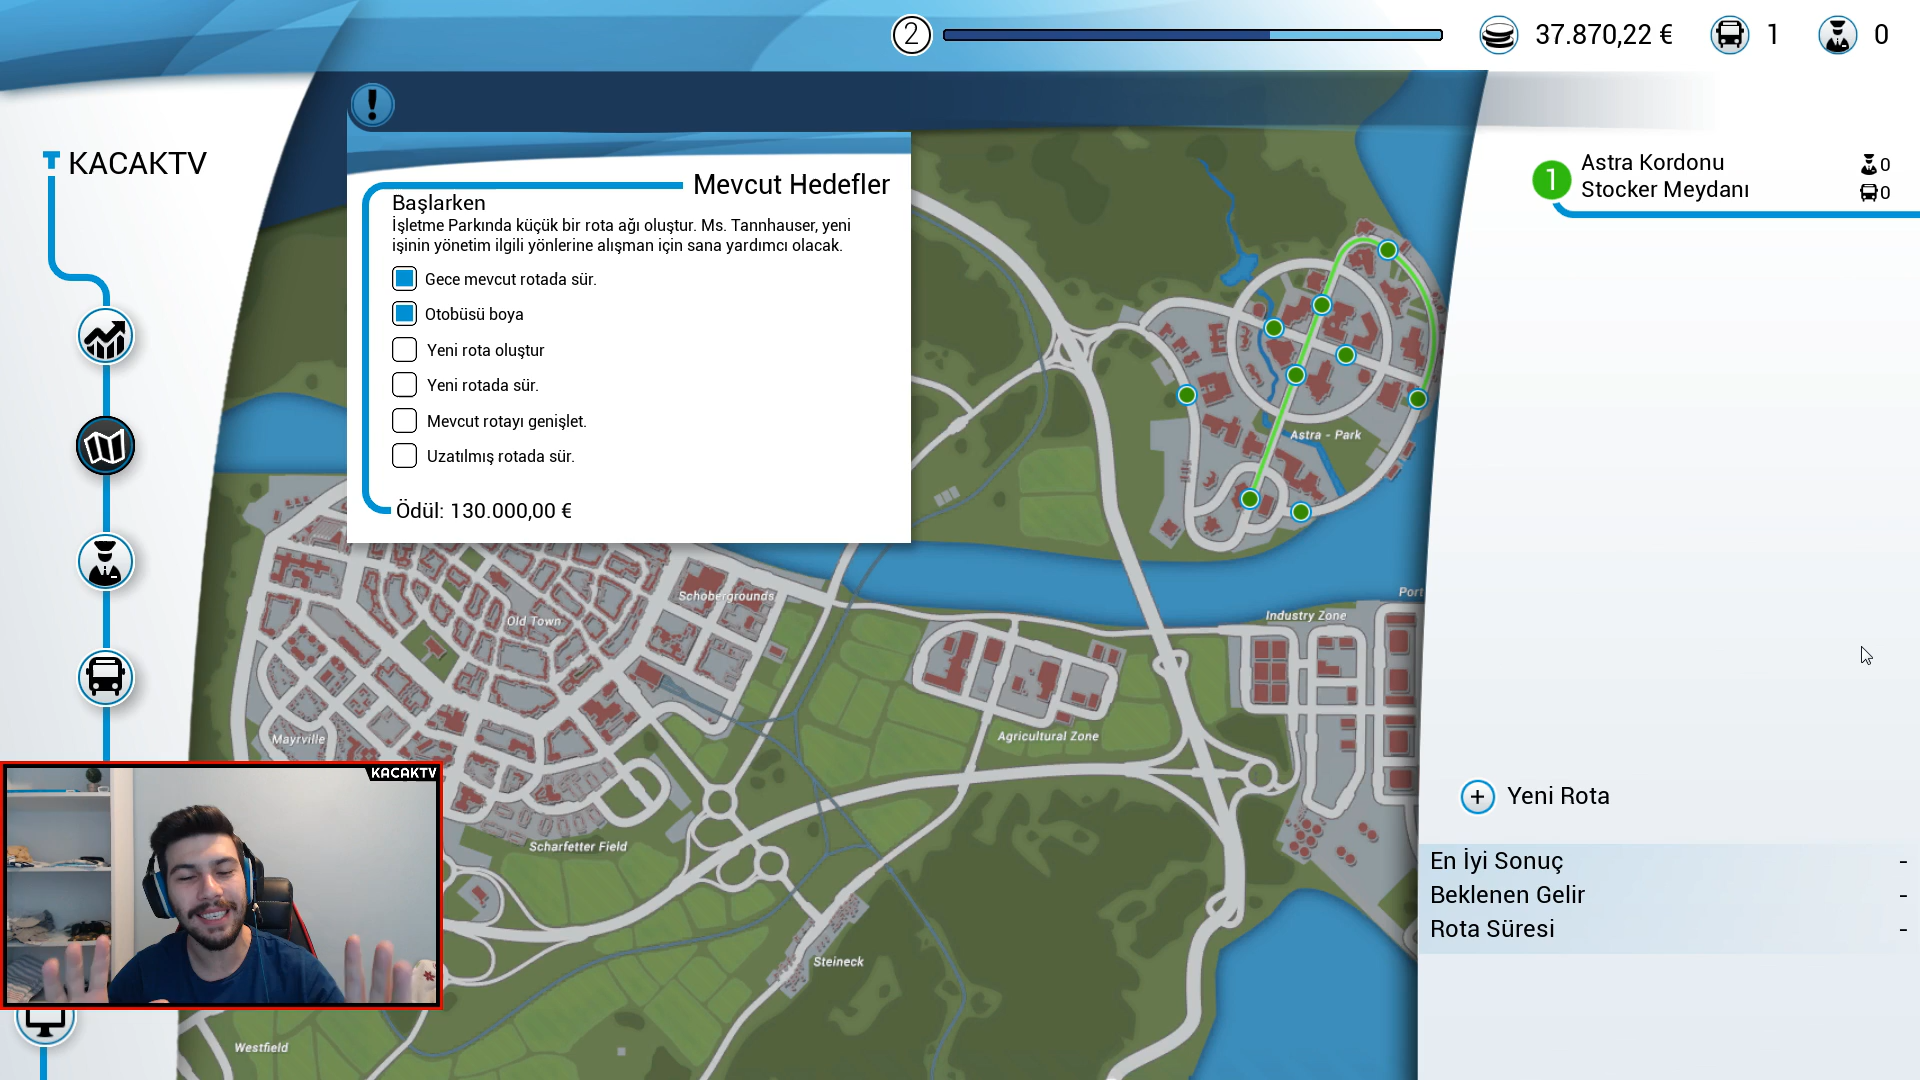 2
37.870,22 €
1
0
KACAKTV
Mevcut Hedefler
Başlarken
İşletme Parkında küçük bir rota ağı oluştur. Ms. Tannhauser, yeni
işinin yönetim ilgili yönlerine alışman için sana yardımcı olacak.
Gece mevcut rotada sür.
Otobüsü boya
Yeni rota oluştur
Yeni rotada sür.
Mevcut rotayı genişlet.
Uzatılmış rotada sür.
Ödül: 130.000,00 €
1
Astra Kordonu
Stocker Meydanı
0
0
Astra - Park
Schobergrounds
Old Town
Port
Industry Zone
Mayrville
Agricultural Zone
Scharfetter Field
Steineck
Westfield
KACAKTV
Yeni Rota
En İyi Sonuç -
Beklenen Gelir -
Rota Süresi -